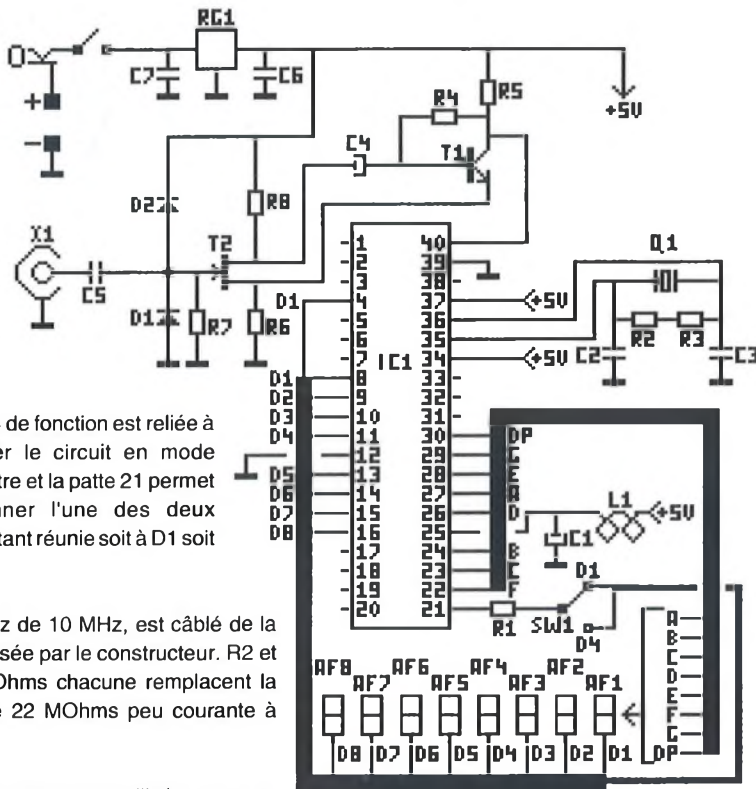 RG1
C7
C6
+
-
R5
+5V
R4
C4
T1
D2
R8
X1
C5
T2
D1
R7
R6
D1
IC1
1 40
2 39
3 38
4 37
5 36
6 35
7 34
8 33
9 32
10 31
11 30
12 29
13 28
14 27
15 26
16 25
17 24
18 23
19 22
20 21
Q1
+5V
+5V
C2
R2
R3
C3
D1
D2
D3
D4
D5
D6
D7
D8
DP
G
E
A
D
B
C
F
L1
+5V
C1
R1
SW1
D1
D4
de fonction est reliée à
er le circuit en mode
tre et la patte 21 permet
nner l'une des deux
tant réunie soit à D1 soit
z de 10 MHz, est câblé de la
sée par le constructeur. R2 et
Ohms chacune remplacent la
e 22 MOhms peu courante à
AF8 AF7 AF6 AF5 AF4 AF3 AF2 AF1
D8 D7 D6 D5 D4 D3 D2 D1
A
B
C
D
E
F
G
DP